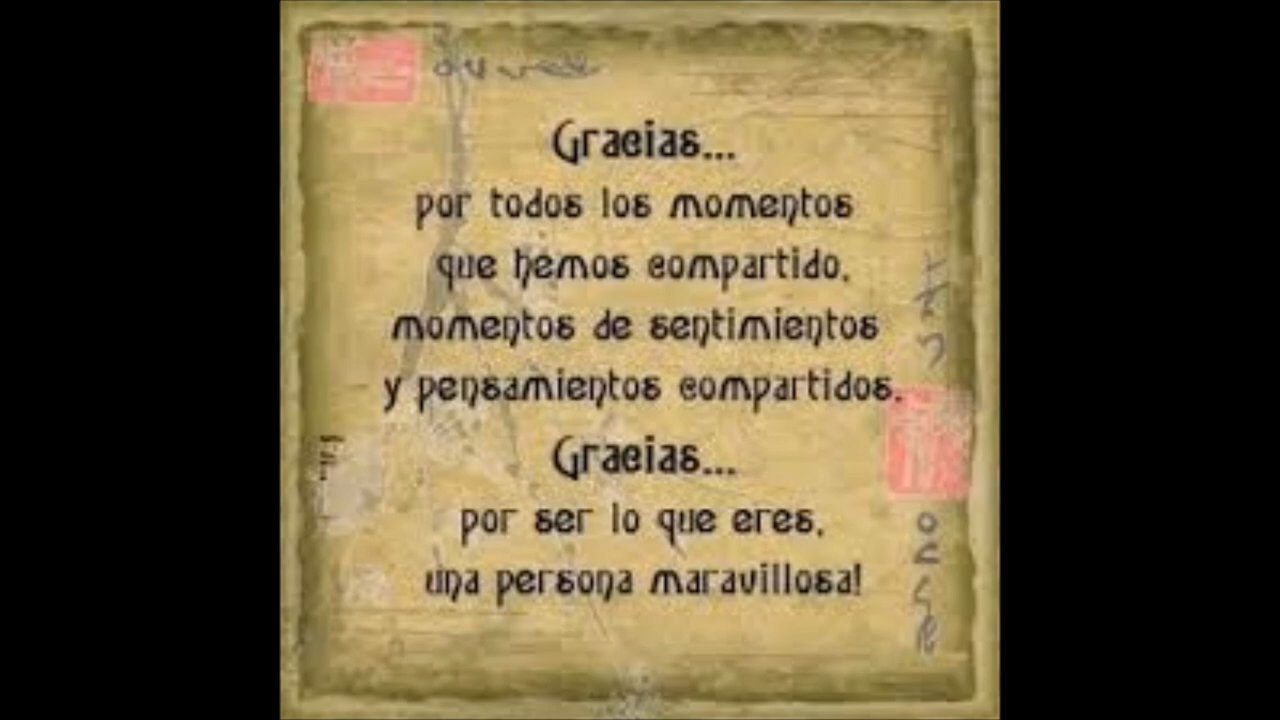 Gracias...
por todos los momentos
que hemos compartido,
momentos de sentimientos
y pensamientos compartidos.
Gracias...
por ser lo que eres,
una persona maravillosa!